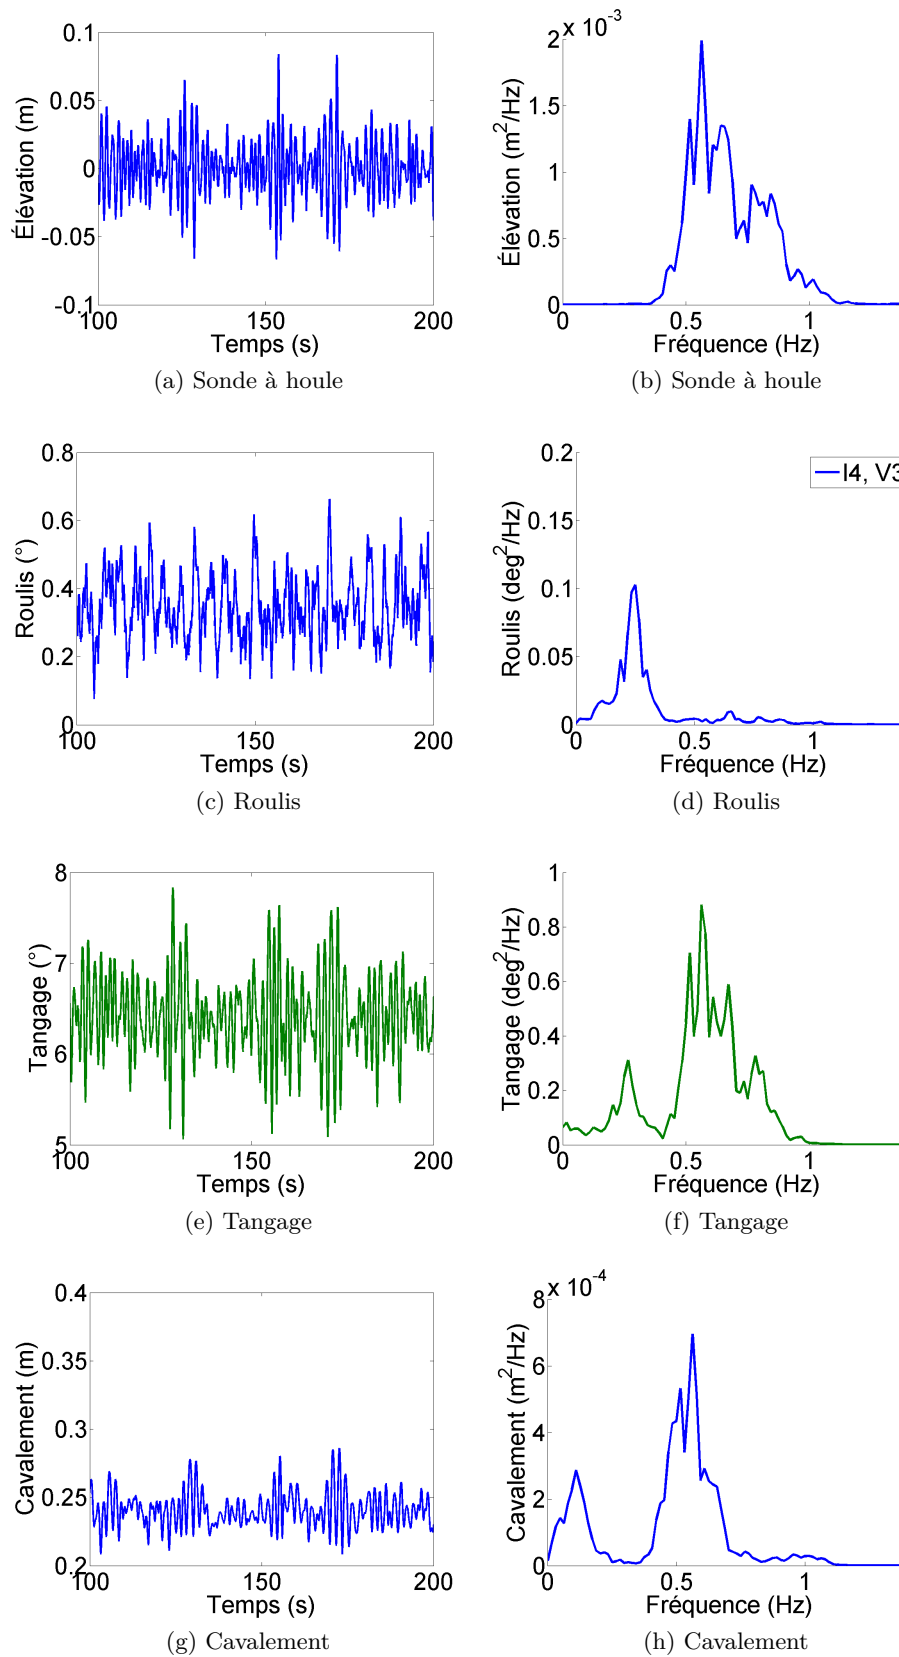 0.1
0.05
0
-0.05
-0.1
Élévation (m)
100
150
200
Temps (s)
(a) Sonde à houle
x 10^-3
2
1.5
1
0.5
0
Élévation (m²/Hz)
0
0.5
1
Fréquence (Hz)
(b) Sonde à houle
0.8
0.6
0.4
0.2
0
Roulis (°)
100
150
200
Temps (s)
(c) Roulis
0.2
0.15
0.1
0.05
0
Roulis (deg²/Hz)
I4, V3
0
0.5
1
Fréquence (Hz)
(d) Roulis
8
7
6
5
Tangage (°)
100
150
200
Temps (s)
(e) Tangage
1
0.8
0.6
0.4
0.2
0
Tangage (deg²/Hz)
0
0.5
1
Fréquence (Hz)
(f) Tangage
0.4
0.35
0.3
0.25
0.2
Cavalement (m)
100
150
200
Temps (s)
(g) Cavalement
x 10^-4
8
6
4
2
0
Cavalement (m²/Hz)
0
0.5
1
Fréquence (Hz)
(h) Cavalement